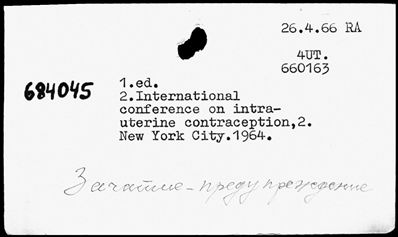 26.4.66 RA
4UT.
660163
684045
1.ed.
2.International
conference on intra-
uterine contraception,2.
New York City.1964.
Зачатие - предупреждение